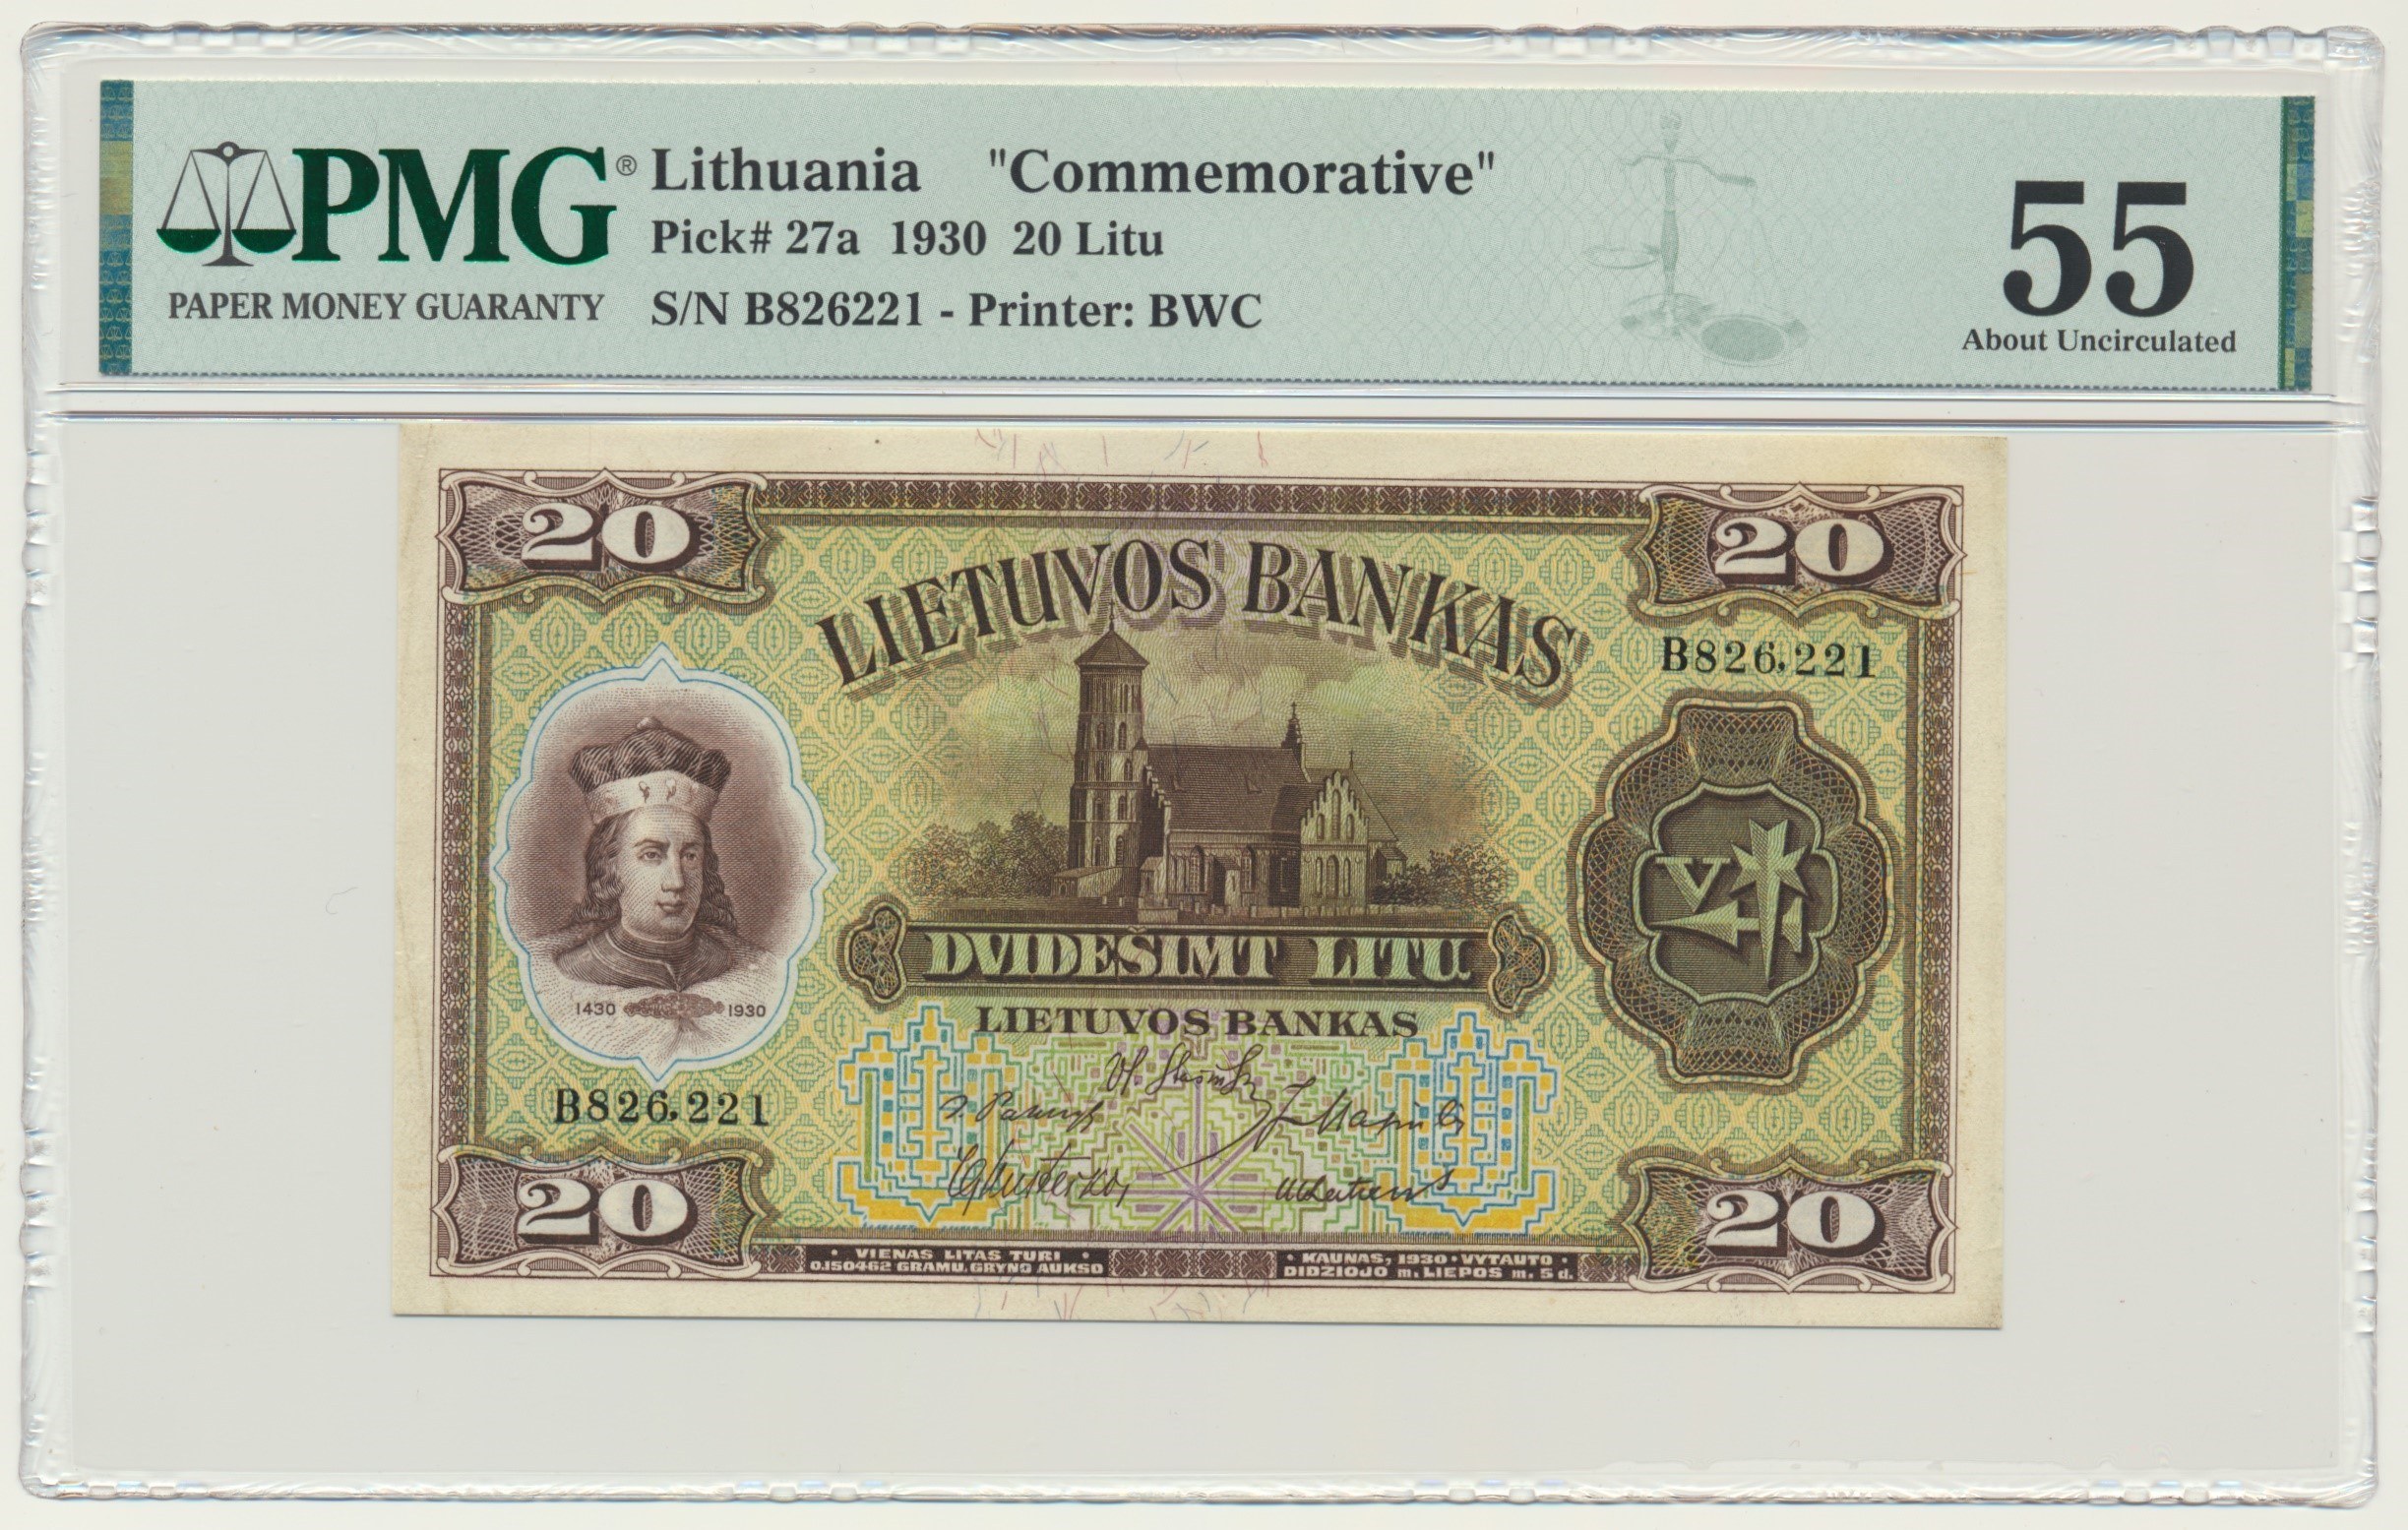 PMG® Lithuania "Commemorative"
Pick# 27a 1930 20 Litu
PAPER MONEY GUARANTY S/N B826221 - Printer: BWC
55
About Uncirculated
20 20
LIETUVOS BANKAS
B826.221
V
DVIDEŠIMT LITŲ
1430 1930
LIETUVOS BANKAS
B826.221
20 20
• VIENAS LITAS TURI •
0.150462 GRAMU GRYNO AUKSO
• KAUNAS, 1930 • VYTAUTO •
DIDZIOJO m. LIEPOS m. 5 d.